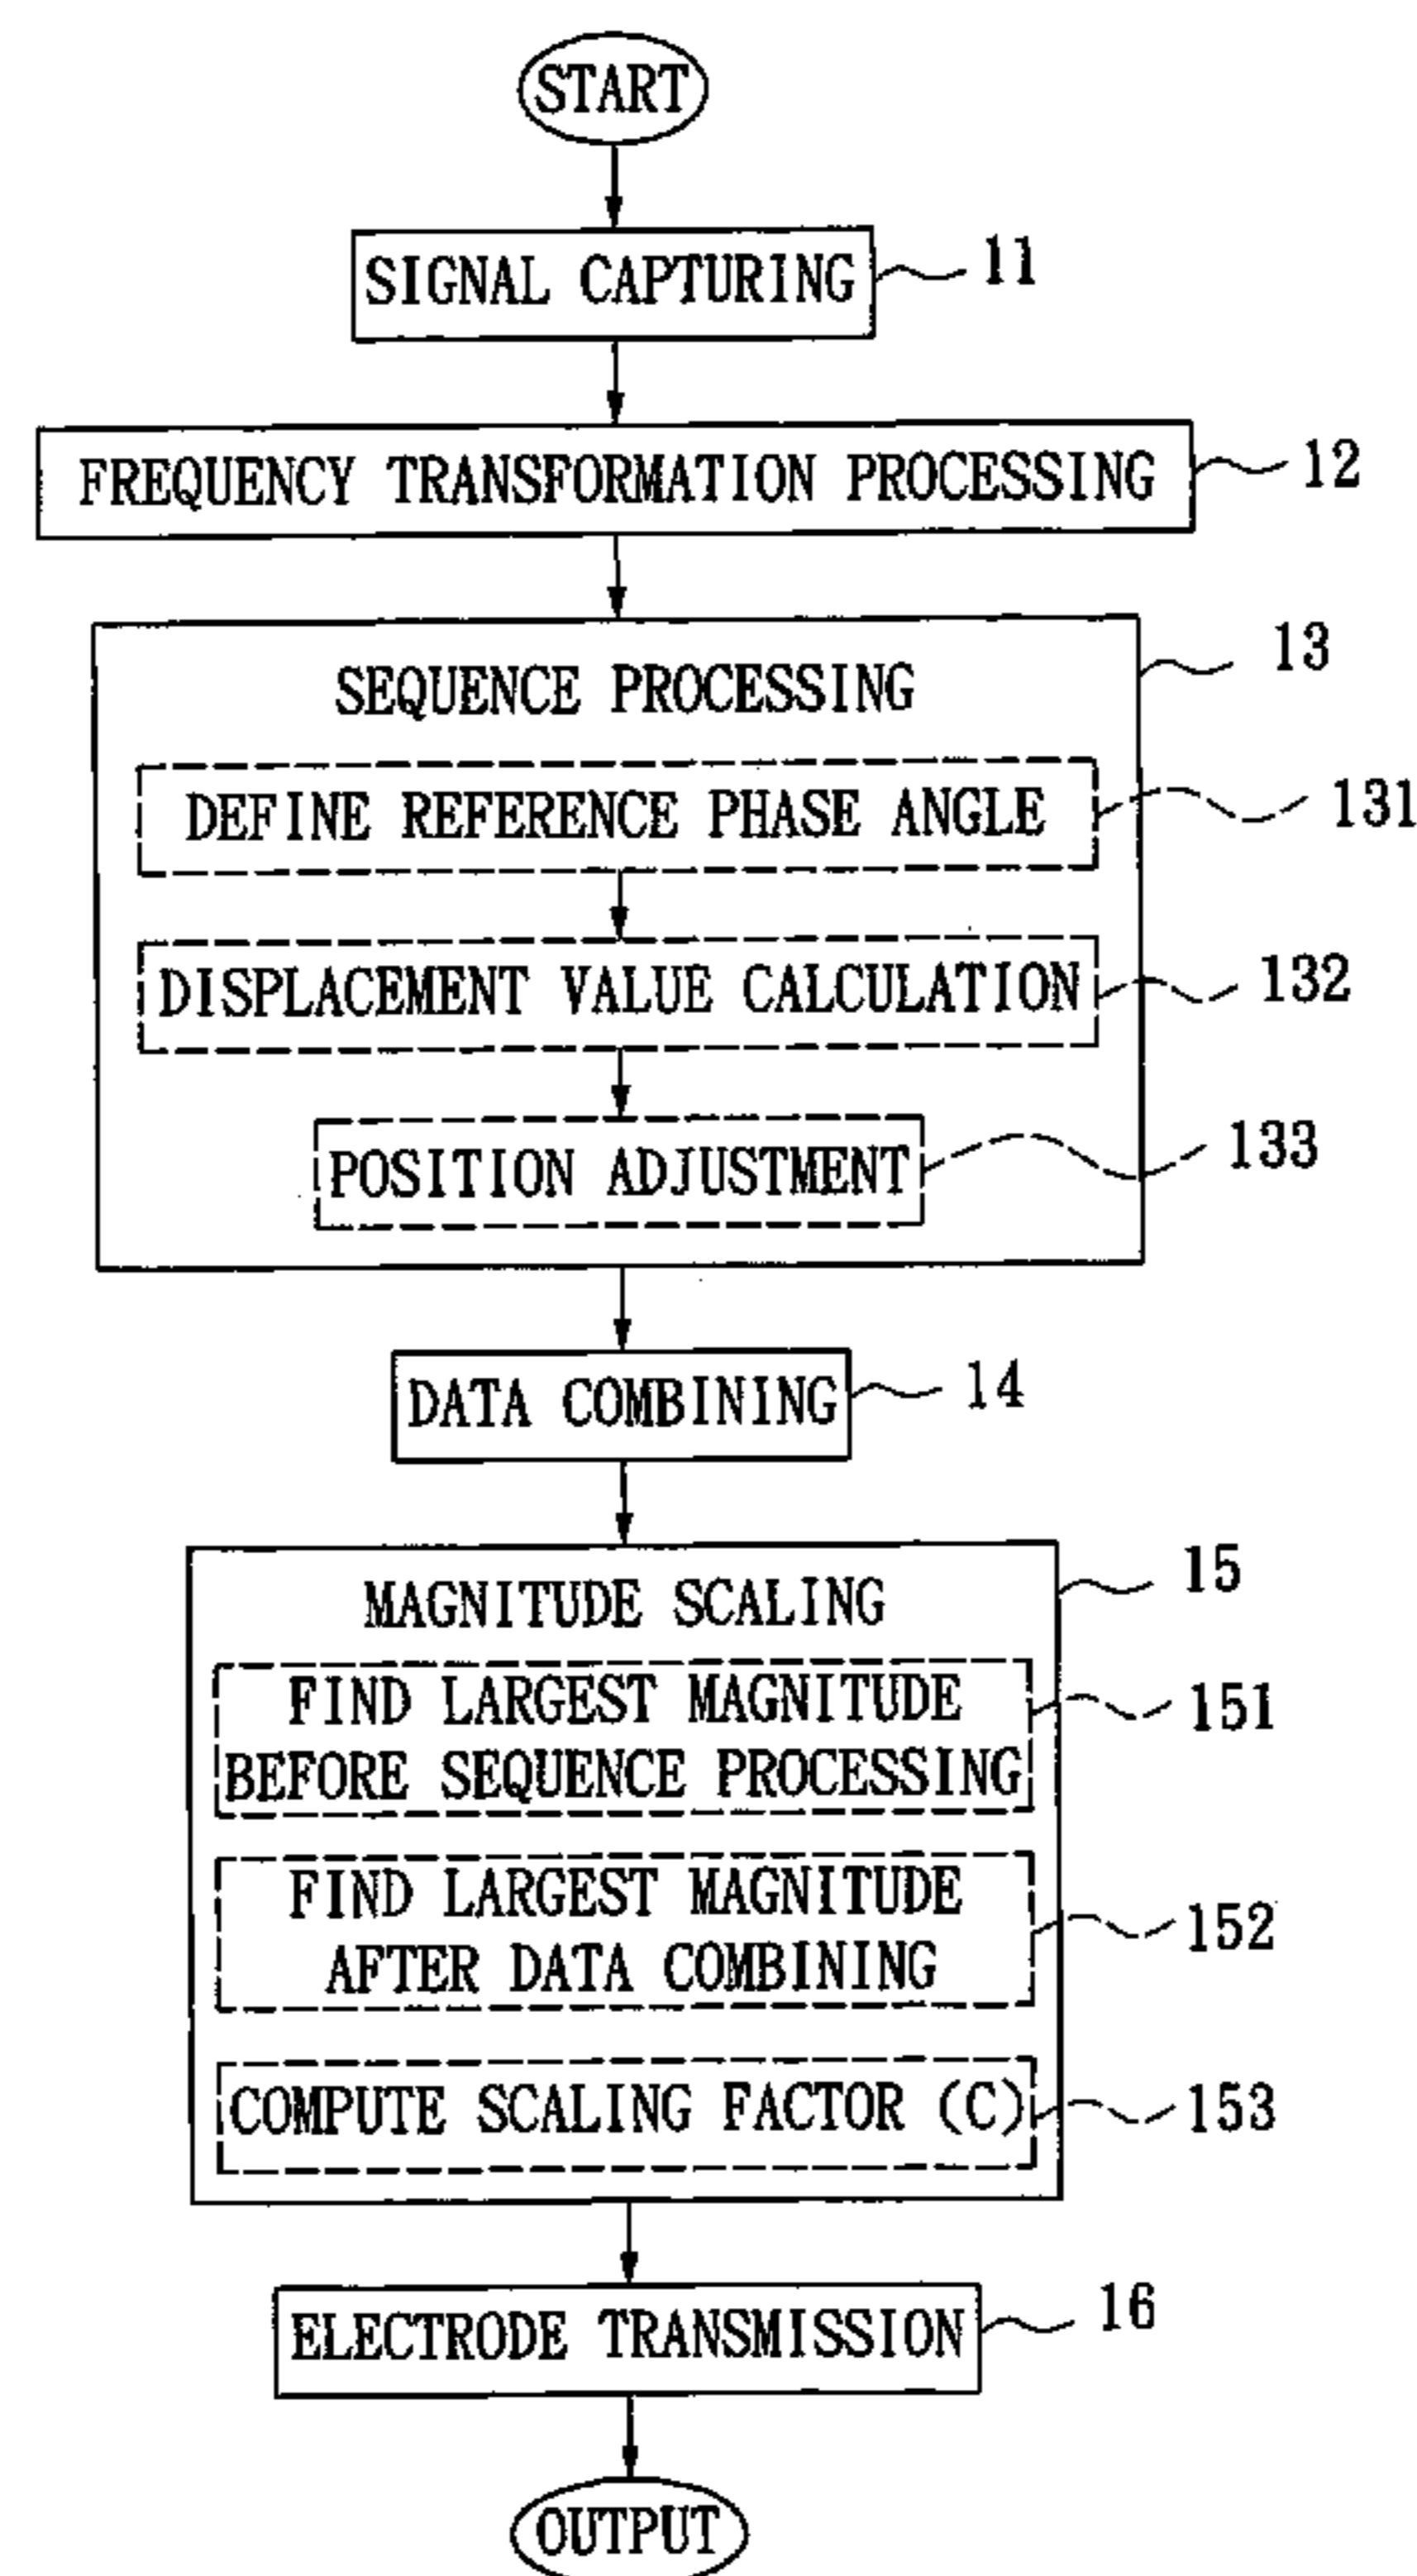 START
SIGNAL CAPTURING
11
FREQUENCY TRANSFORMATION PROCESSING
12
SEQUENCE PROCESSING
13
DEFINE REFERENCE PHASE ANGLE
131
DISPLACEMENT VALUE CALCULATION
132
POSITION ADJUSTMENT
133
DATA COMBINING
14
MAGNITUDE SCALING
15
FIND LARGEST MAGNITUDE
BEFORE SEQUENCE PROCESSING
151
FIND LARGEST MAGNITUDE
AFTER DATA COMBINING
152
COMPUTE SCALING FACTOR (C)
153
ELECTRODE TRANSMISSION
16
OUTPUT